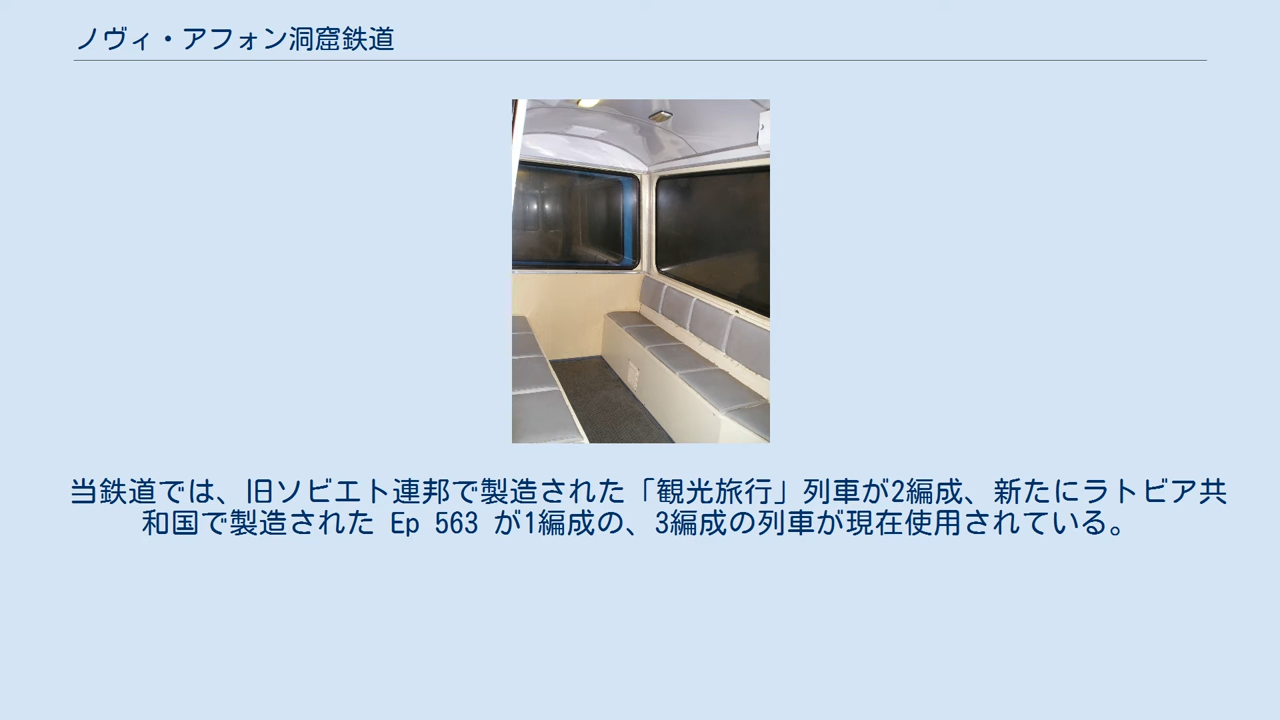 ノヴィ・アフォン洞窟鉄道
当鉄道では、旧ソビエト連邦で製造された「観光旅行」列車が2編成、新たにラトビア共
和国で製造された Ep 563 が1編成の、3編成の列車が現在使用されている。